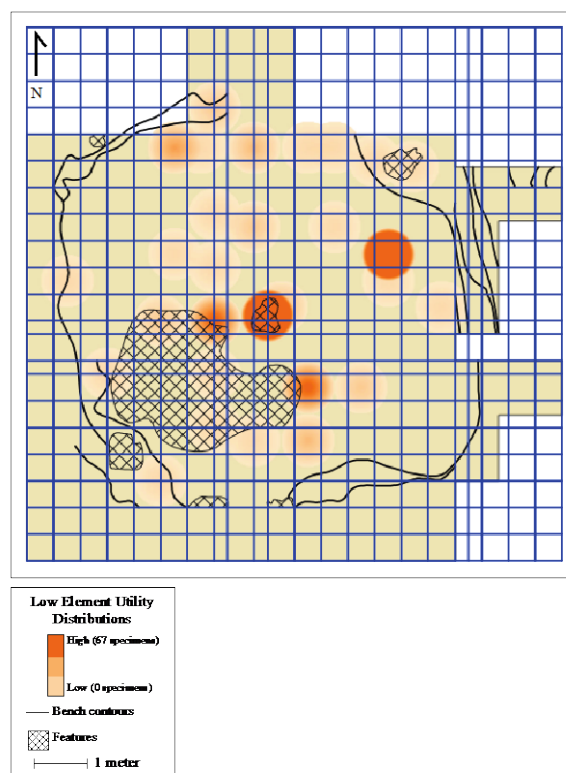 N
Low Element Utility
Distributions
High (67 specimens)
Low (0 specimens)
Bench contours
Features
1 meter